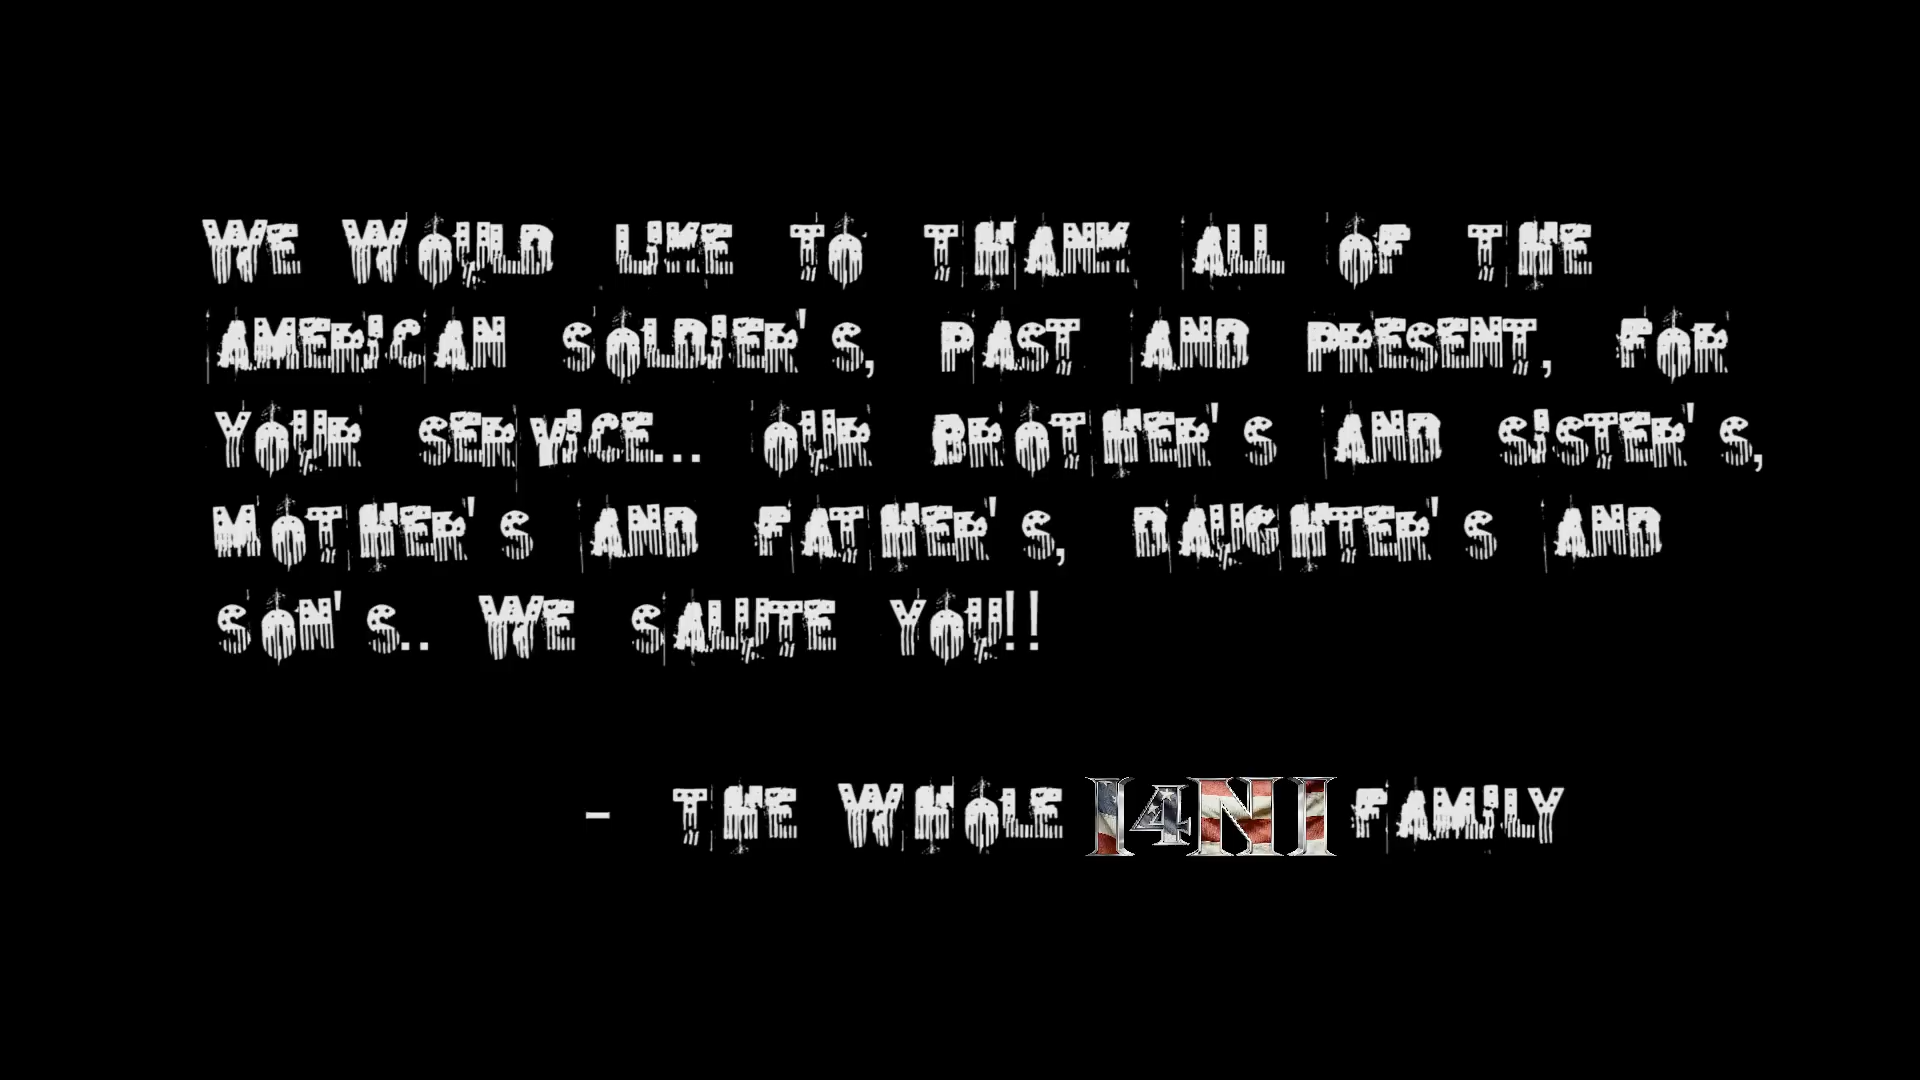 WE WOULD LIKE TO THANK ALL OF THE
AMERICAN SOLDIER'S, PAST AND PRESENT, FOR
YOUR SERVICE... OUR BROTHER'S AND SISTER'S,
MOTHER'S AND FATHER'S, DAUGHTER'S AND
SON'S.. WE SALUTE YOU!!
- THE WHOLE I4NI FAMILY